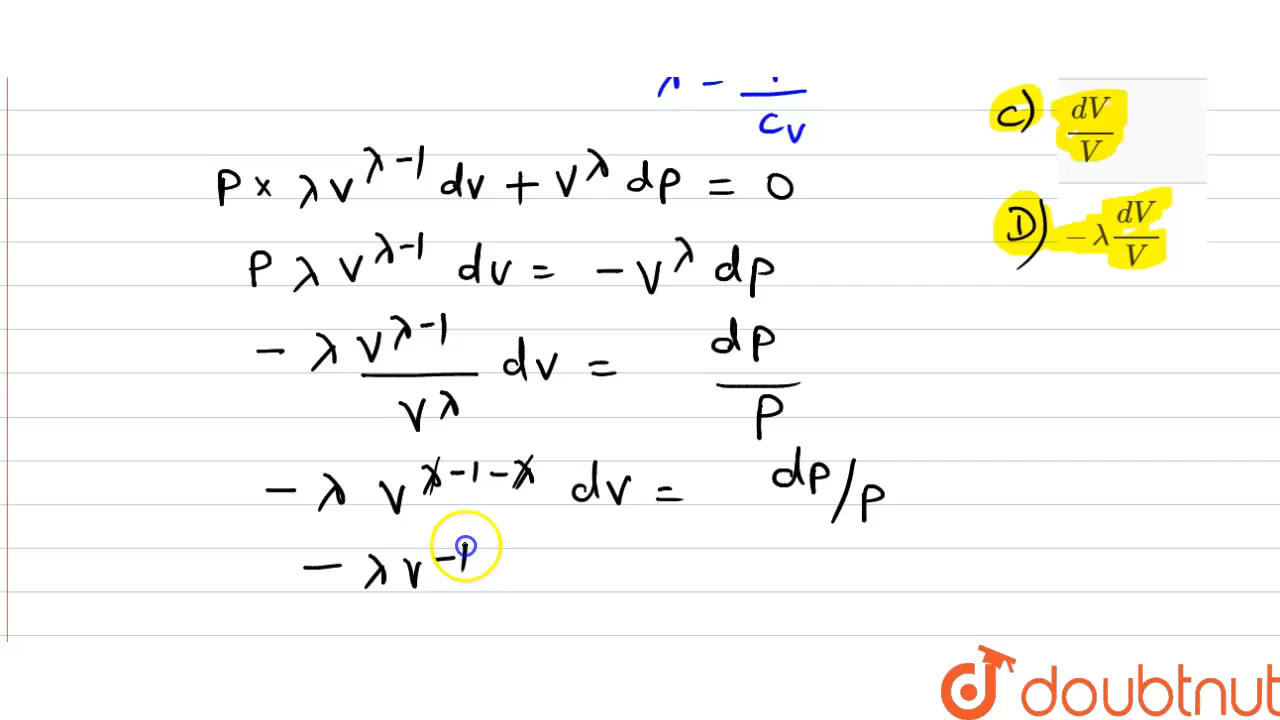 λ - 
C_V
P × λ v^{λ-1} dv + v^λ dp = 0
P λ v^{λ-1} dv = - v^λ dp
- λ v^{λ-1} / v^λ dv = dP / P
- λ v^{λ-1-λ} dv = dp/p
- λ v^{-1}
C) dV/V
D) -λ dV/V
doubtnut